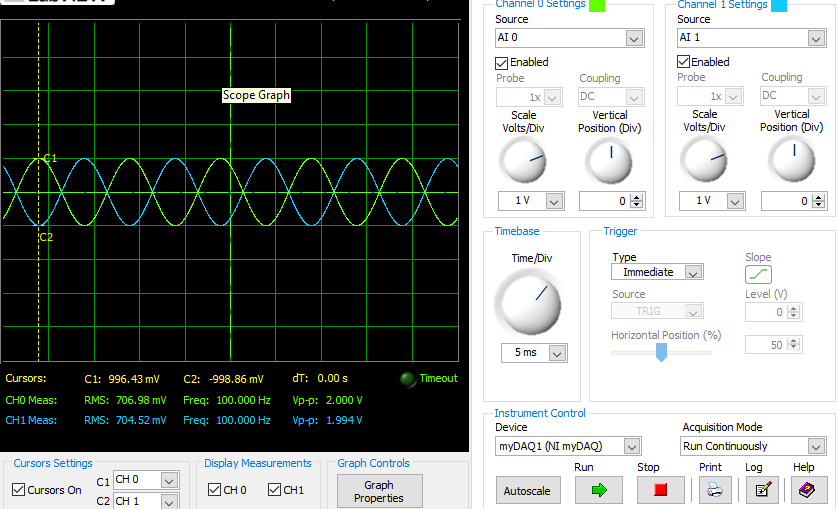 Channel 0 Settings
Source
AI 0
Enabled
Probe
Coupling
1x
DC
Scale
Volts/Div
Vertical
Position (Div)
1 V
0
Channel 1 Settings
Source
AI 1
Enabled
Probe
Coupling
1x
DC
Scale
Volts/Div
Vertical
Position (Div)
1 V
0
Scope Graph
C1
C2
Cursors: C1: 996.43 mV C2: -998.86 mV dT: 0.00 s Timeout
CH0 Meas: RMS: 706.98 mV Freq: 100.000 Hz Vp-p: 2.000 V
CH1 Meas: RMS: 704.52 mV Freq: 100.000 Hz Vp-p: 1.994 V
Timebase
Time/Div
5 ms
Trigger
Type
Immediate
Slope
Source
TRIG
Level (V)
0
Horizontal Position (%)
50
Instrument Control
Device
myDAQ1 (NI myDAQ)
Acquisition Mode
Run Continuously
Run Stop Print Log Help
Autoscale
Cursors Settings
Cursors On
C1 CH 0
C2 CH 1
Display Measurements
CH 0 CH1
Graph Controls
Graph
Properties